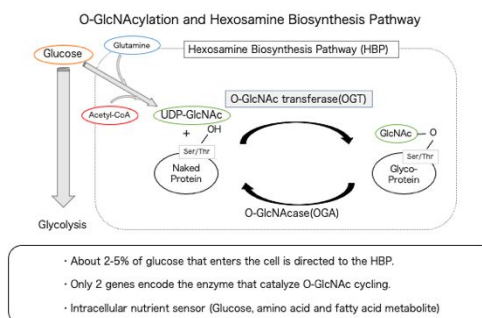 O-GlcNAcylation and Hexosamine Biosynthesis Pathway
Glucose
Glutamine
Hexosamine Biosynthesis Pathway (HBP)
Acetyl-CoA
UDP-GlcNAc
+
OH
Ser/Thr
Naked
Protein
O-GlcNAc transferase(OGT)
O-GlcNAcase(OGA)
GlcNAc
O
Ser/Thr
Glyco-
Protein
Glycolysis
・About 2-5% of glucose that enters the cell is directed to the HBP.
・Only 2 genes encode the enzyme that catalyze O-GlcNAc cycling.
・Intracellular nutrient sensor (Glucose, amino acid and fatty acid metabolite)